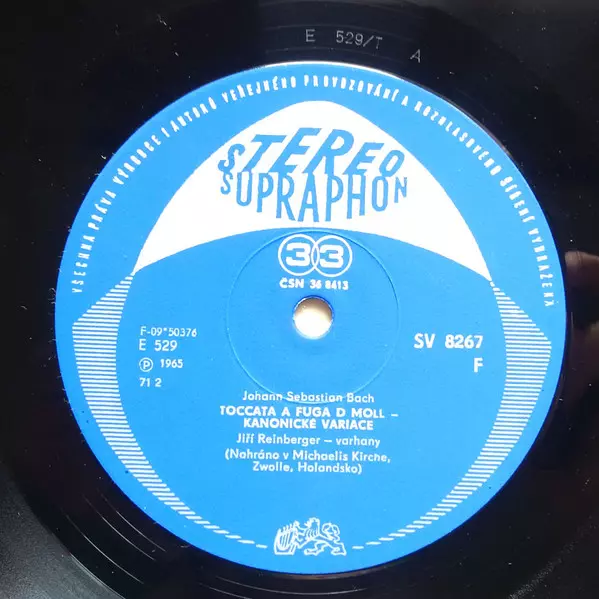 E 529/T A
VŠECHNA PRÁVA VÝROBCE I AUTORŮ VEŘEJNÉHO PROVOZOVÁNÍ A ROZHLASOVÉHO ŠÍŘENÍ VYHRAŽENA
STEREO
SUPRAPHON
33
ČSN 36 8413
F-09*50376
E 529
SV 8267
℗ 1965
F
71 2
Johann Sebastian Bach
TOCCATA A FUGA D MOLL –
KANONICKÉ VARIACE
Jiří Reinberger – varhany
(Nahráno v Michaelis Kirche,
Zwolle, Holandsko)